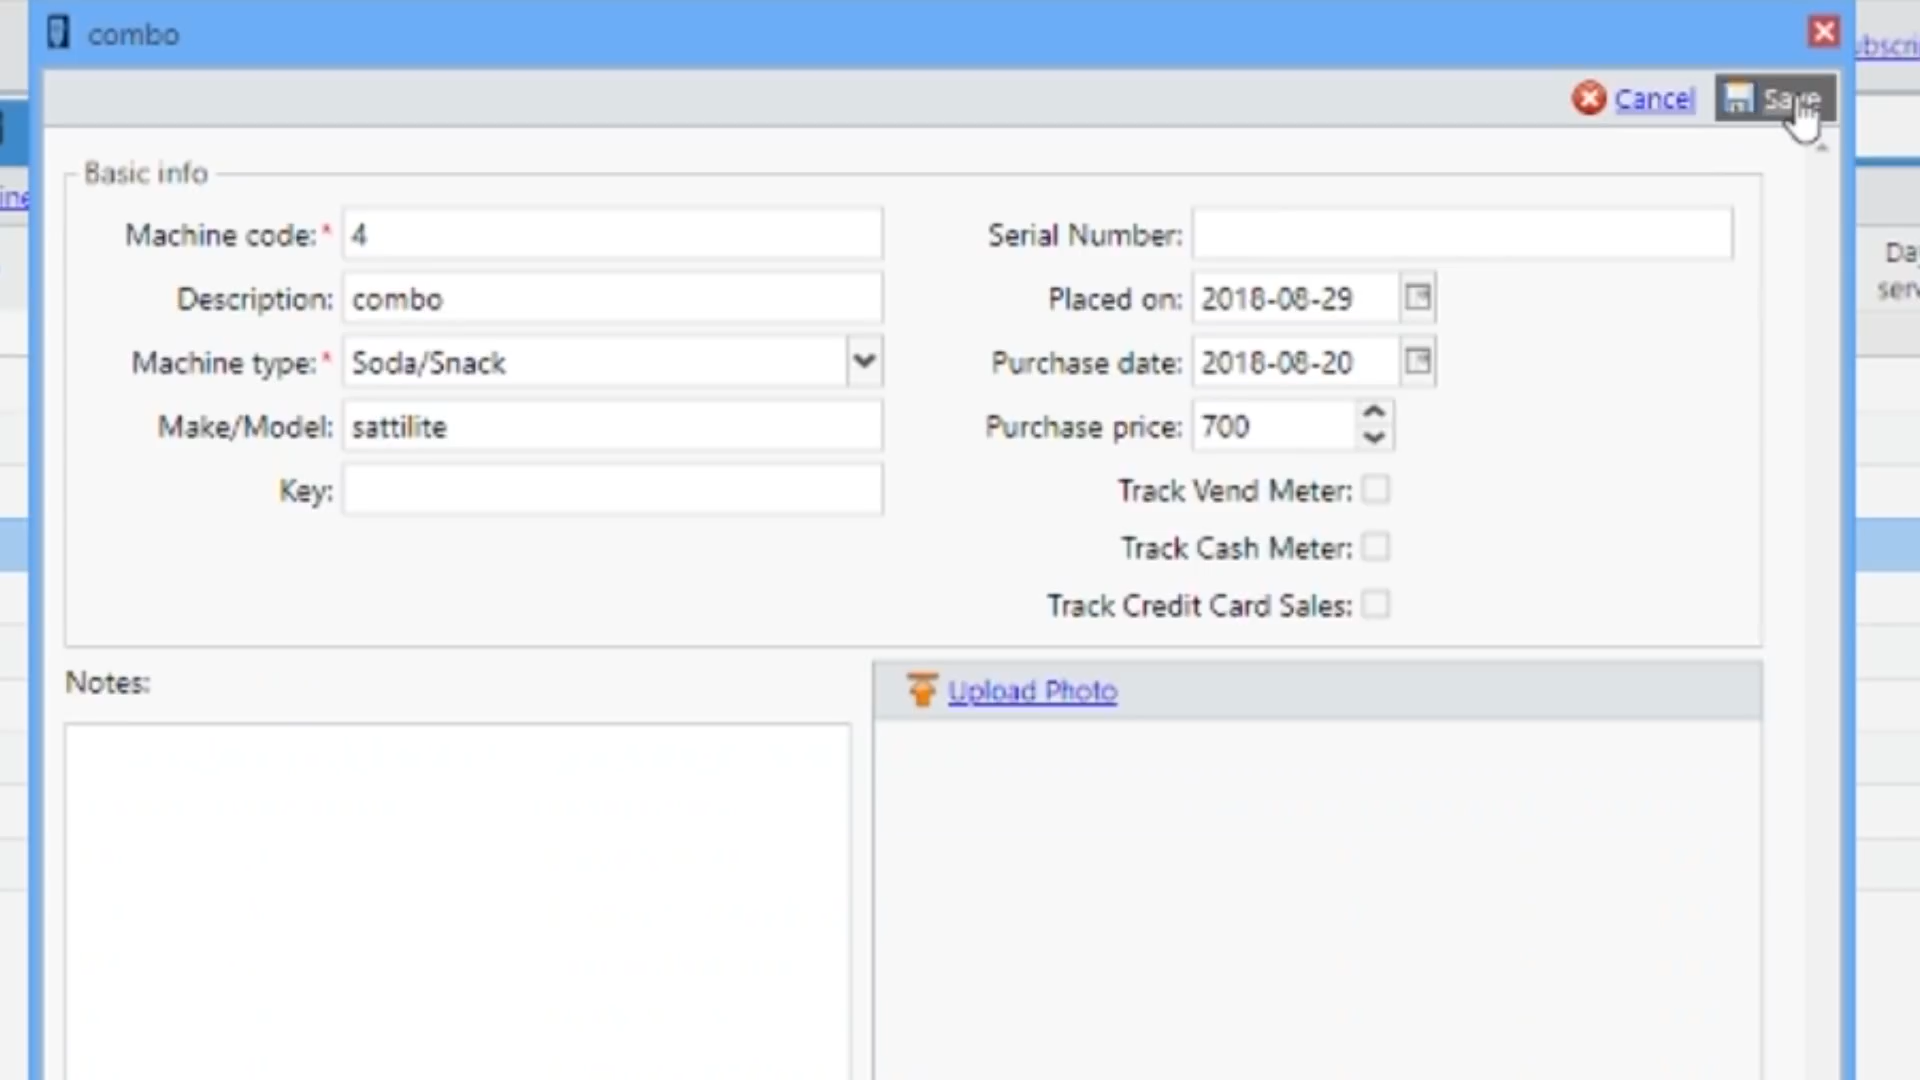 combo
Cancel
Save
Basic info
Machine code:* 4
Serial Number:
Description: combo
Placed on: 2018-08-29
Machine type:* Soda/Snack
Purchase date: 2018-08-20
Make/Model: sattilite
Purchase price: 700
Key:
Track Vend Meter:
Track Cash Meter:
Track Credit Card Sales:
Notes:
Upload Photo